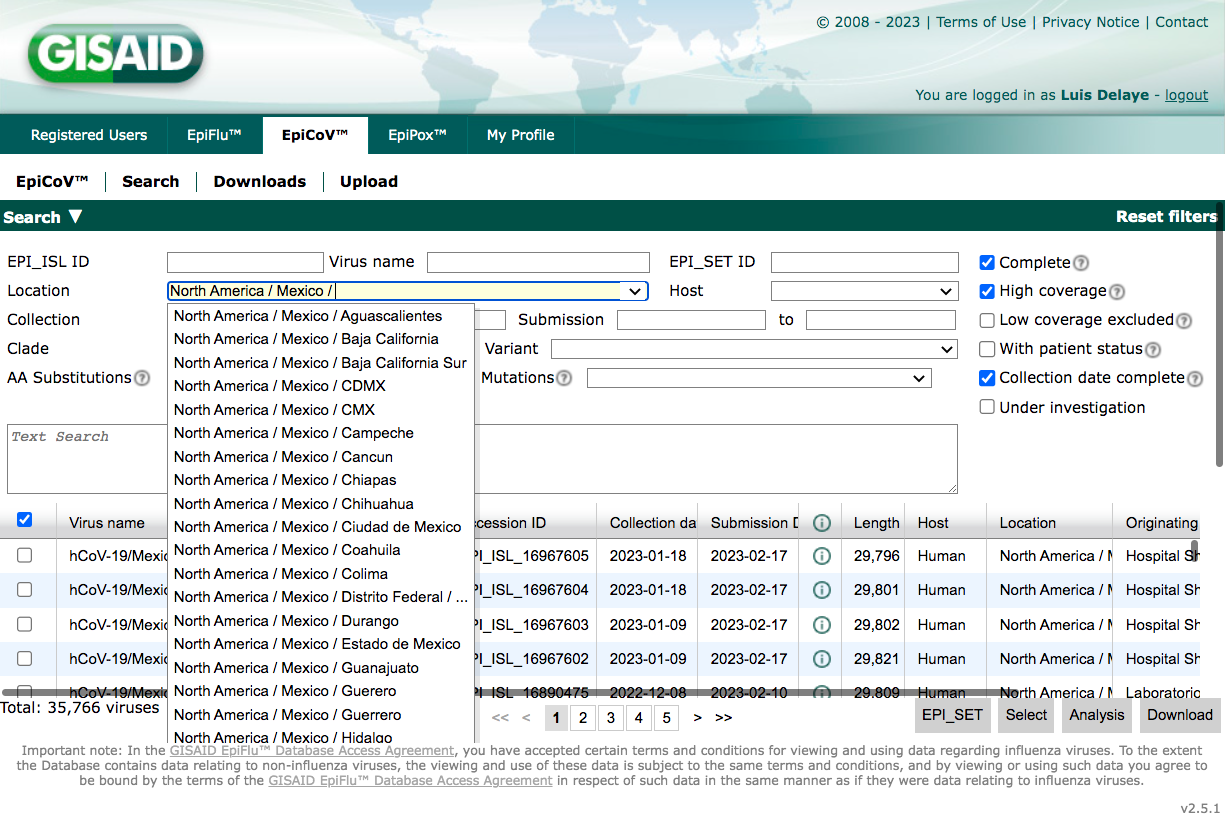 © 2008 - 2023 | Terms of Use | Privacy Notice | Contact
GISAID
You are logged in as Luis Delaye - logout
Registered Users EpiFlu™ EpiCoV™ EpiPox™ My Profile
EpiCoV™ Search Downloads Upload
Search ▼ Reset filters
EPI_ISL ID Virus name EPI_SET ID Complete ?
Location North America / Mexico / Host High coverage ?
Collection Submission to Low coverage excluded ?
Clade Variant With patient status ?
AA Substitutions ? Mutations ? Collection date complete ?
Under investigation
Text Search
North America / Mexico / Aguascalientes
North America / Mexico / Baja California
North America / Mexico / Baja California Sur
North America / Mexico / CDMX
North America / Mexico / CMX
North America / Mexico / Campeche
North America / Mexico / Cancun
North America / Mexico / Chiapas
North America / Mexico / Chihuahua
North America / Mexico / Ciudad de Mexico
North America / Mexico / Coahuila
North America / Mexico / Colima
North America / Mexico / Distrito Federal / ...
North America / Mexico / Durango
North America / Mexico / Estado de Mexico
North America / Mexico / Guanajuato
North America / Mexico / Guerero
North America / Mexico / Guerrero
North America / Mexico / Hidalgo
Virus name ccession ID Collection da Submission D i Length Host Location Originating
hCoV-19/Mexic PI_ISL_16967605 2023-01-18 2023-02-17 i 29,796 Human North America / M Hospital Sh
hCoV-19/Mexic PI_ISL_16967604 2023-01-18 2023-02-17 i 29,801 Human North America / M Hospital Sh
hCoV-19/Mexic PI_ISL_16967603 2023-01-09 2023-02-17 i 29,802 Human North America / M Hospital Sh
hCoV-19/Mexic PI_ISL_16967602 2023-01-09 2023-02-17 i 29,821 Human North America / M Hospital Sh
hCoV-19/Mexic PI_ISL_16890475 2022-12-08 2023-02-10 i 29,809 Human North America / M Laboratorio
Total: 35,766 viruses << < 1 2 3 4 5 > >> EPI_SET Select Analysis Download
Important note: In the GISAID EpiFlu™ Database Access Agreement, you have accepted certain terms and conditions for viewing and using data regarding influenza viruses. To the extent
the Database contains data relating to non-influenza viruses, the viewing and use of these data is subject to the same terms and conditions, and by viewing or using such data you agree to
be bound by the terms of the GISAID EpiFlu™ Database Access Agreement in respect of such data in the same manner as if they were data relating to influenza viruses.
v2.5.1